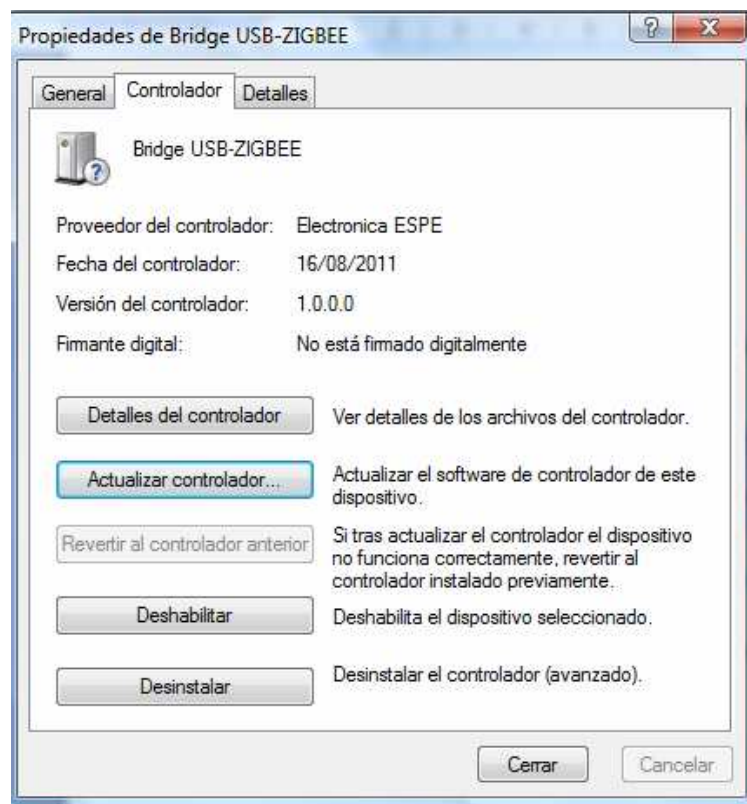 Propiedades de Bridge USB-ZIGBEE
General Controlador Detalles
Bridge USB-ZIGBEE
Proveedor del controlador: Electronica ESPE
Fecha del controlador: 16/08/2011
Versión del controlador: 1.0.0.0
Firmante digital: No está firmado digitalmente
Detalles del controlador Ver detalles de los archivos del controlador.
Actualizar controlador... Actualizar el software de controlador de este
dispositivo.
Revertir al controlador anterior Si tras actualizar el controlador el dispositivo
no funciona correctamente, revertir al
controlador instalado previamente.
Deshabilitar Deshabilita el dispositivo seleccionado.
Desinstalar Desinstalar el controlador (avanzado).
Cerrar Cancelar